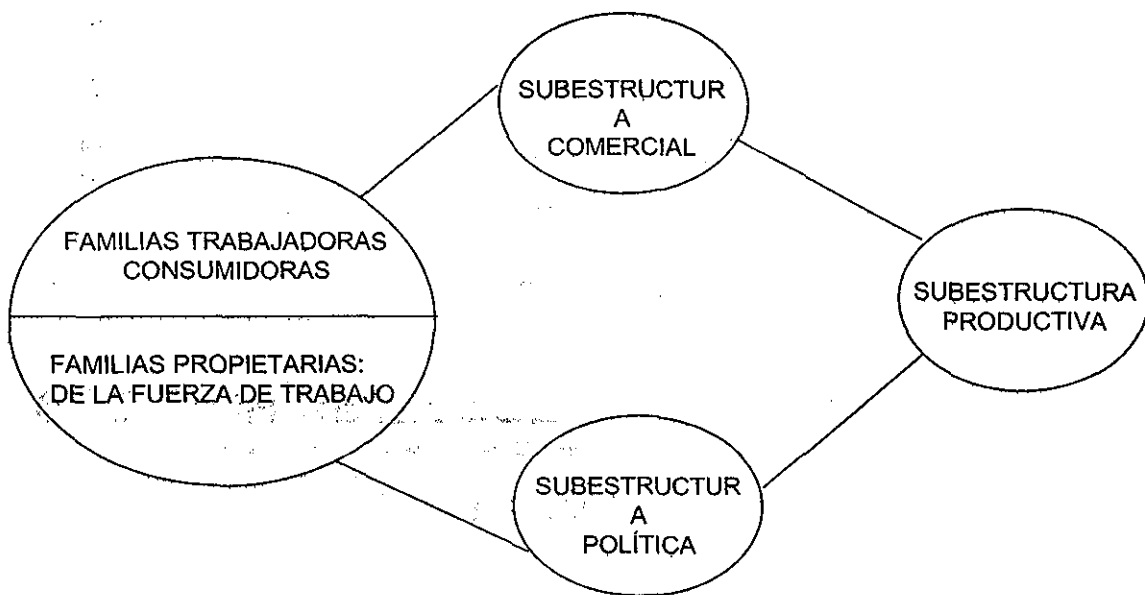 SUBESTRUCTUR
A
COMERCIAL
FAMILIAS TRABAJADORAS
CONSUMIDORAS
FAMILIAS PROPIETARIAS:
DE LA FUERZA DE TRABAJO
SUBESTRUCTURA
PRODUCTIVA
SUBESTRUCTUR
A
POLÍTICA